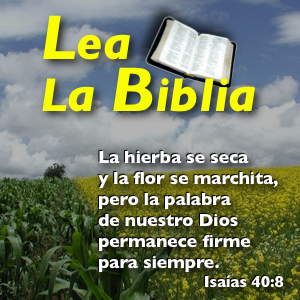 Lea
La Biblia
La hierba se seca
y la flor se marchita,
pero la palabra
de nuestro Dios
permanece firme
para siempre.
Isaías 40:8